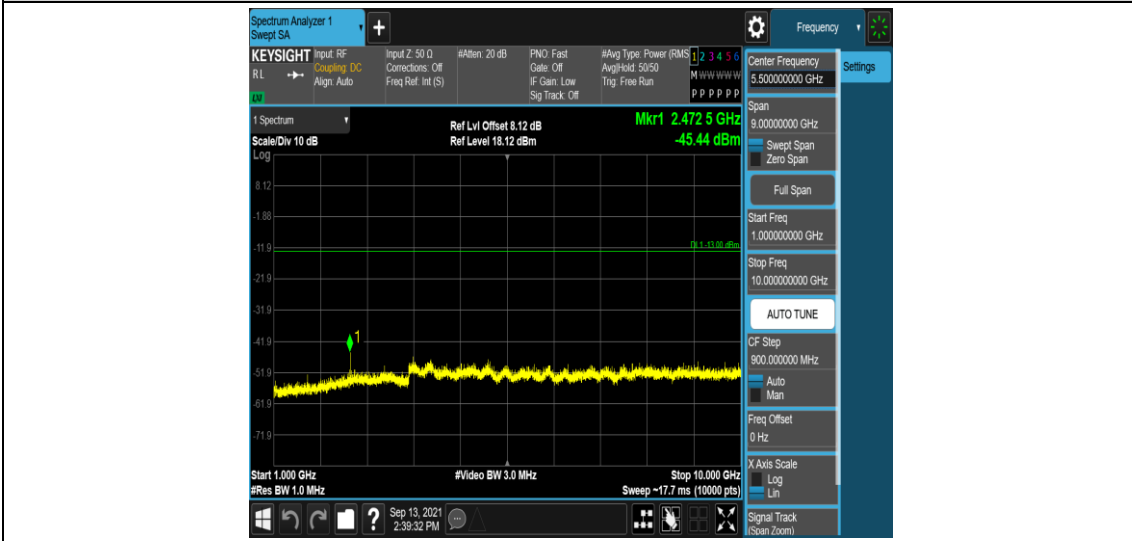 Spectrum Analyzer 1
Swept SA
+
Frequency
KEYSIGHT
R L
LM
Input: RF
Coupling: DC
Align: Auto
Input Z: 50 Ω
Corrections: Off
Freq Ref: Int (S)
#Atten: 20 dB
PNO: Fast
Gate: Off
IF Gain: Low
Sig Track: Off
#Avg Type: Power (RMS
Avg|Hold: 50/50
Trig: Free Run
1 2 3 4 5 6
M W W W W W
P P P P P P
1 Spectrum
Scale/Div 10 dB
Log
Ref Lvl Offset 8.12 dB
Ref Level 18.12 dBm
Mkr1 2.472 5 GHz
-45.44 dBm
8.12
-1.88
-11.9
DL1 -13.00 dBm
-21.9
-31.9
-41.9
1
-51.9
-61.9
-71.9
Start 1.000 GHz
#Res BW 1.0 MHz
#Video BW 3.0 MHz
Stop 10.000 GHz
Sweep ~17.7 ms (10000 pts)
?
Sep 13, 2021
2:39:32 PM
Center Frequency
5.500000000 GHz
Settings
Span
9.00000000 GHz
Swept Span
Zero Span
Full Span
Start Freq
1.000000000 GHz
Stop Freq
10.000000000 GHz
AUTO TUNE
CF Step
900.000000 MHz
Auto
Man
Freq Offset
0 Hz
X Axis Scale
Log
Lin
Signal Track
(Span Zoom)